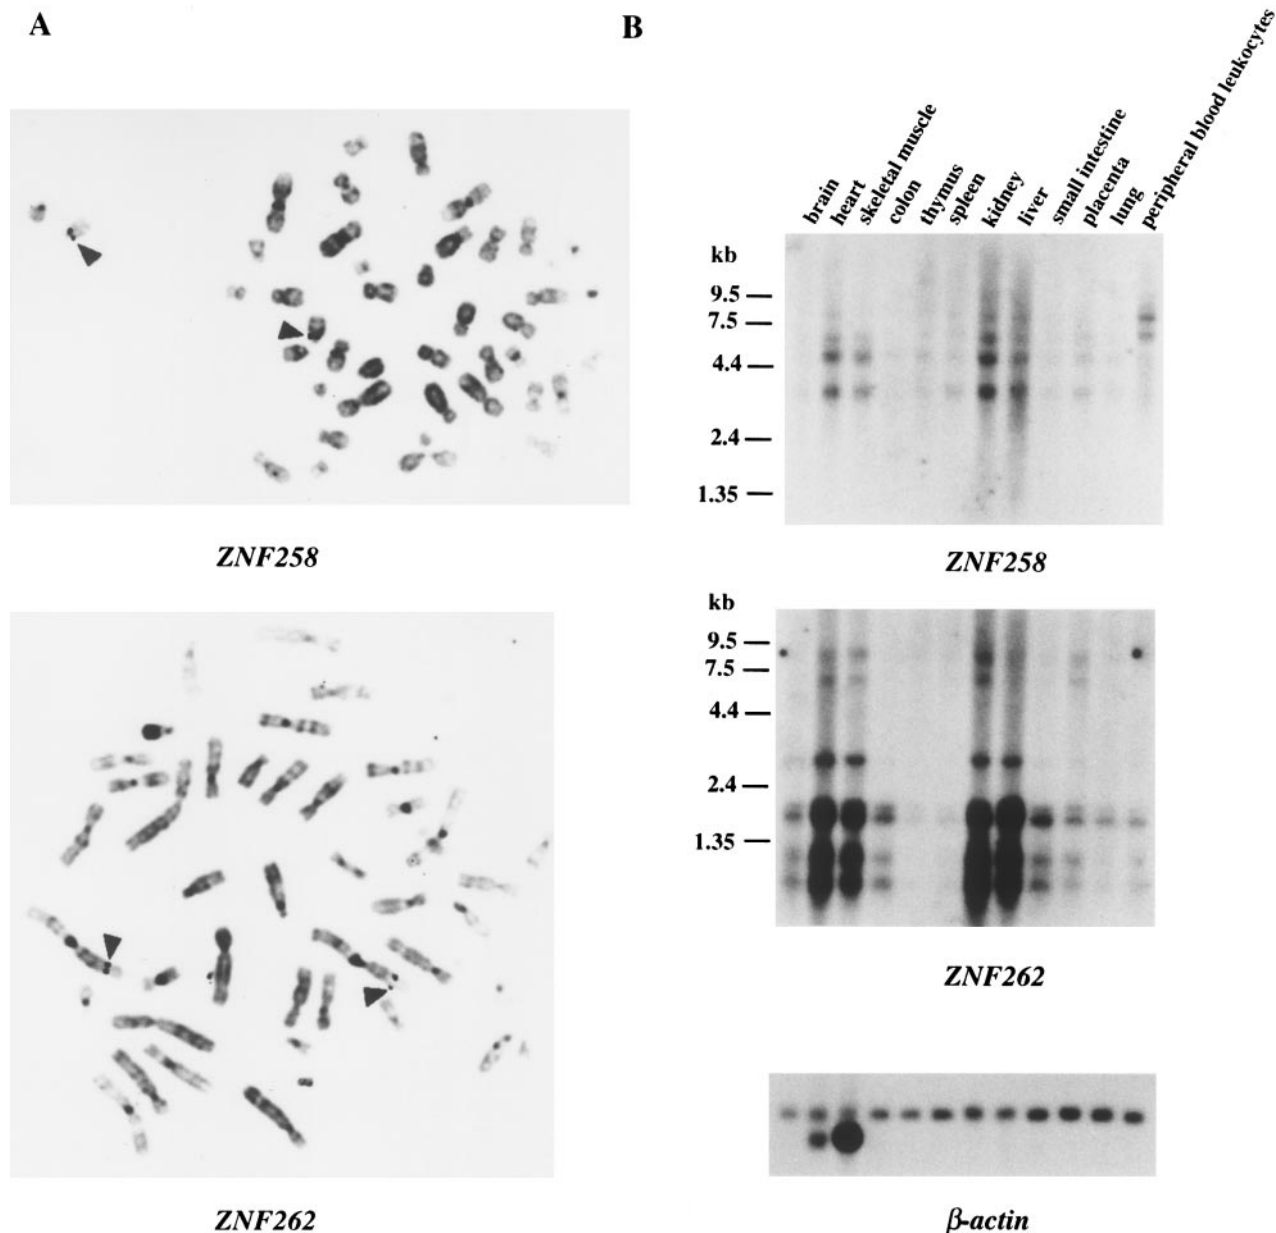 A
B
brain
heart
skeletal muscle
colon
thymus
spleen
kidney
liver
small intestine
placenta
lung
peripheral blood leukocytes
kb
9.5
7.5
4.4
2.4
1.35
ZNF258
ZNF258
kb
9.5
7.5
4.4
2.4
1.35
ZNF262
ZNF262
β-actin